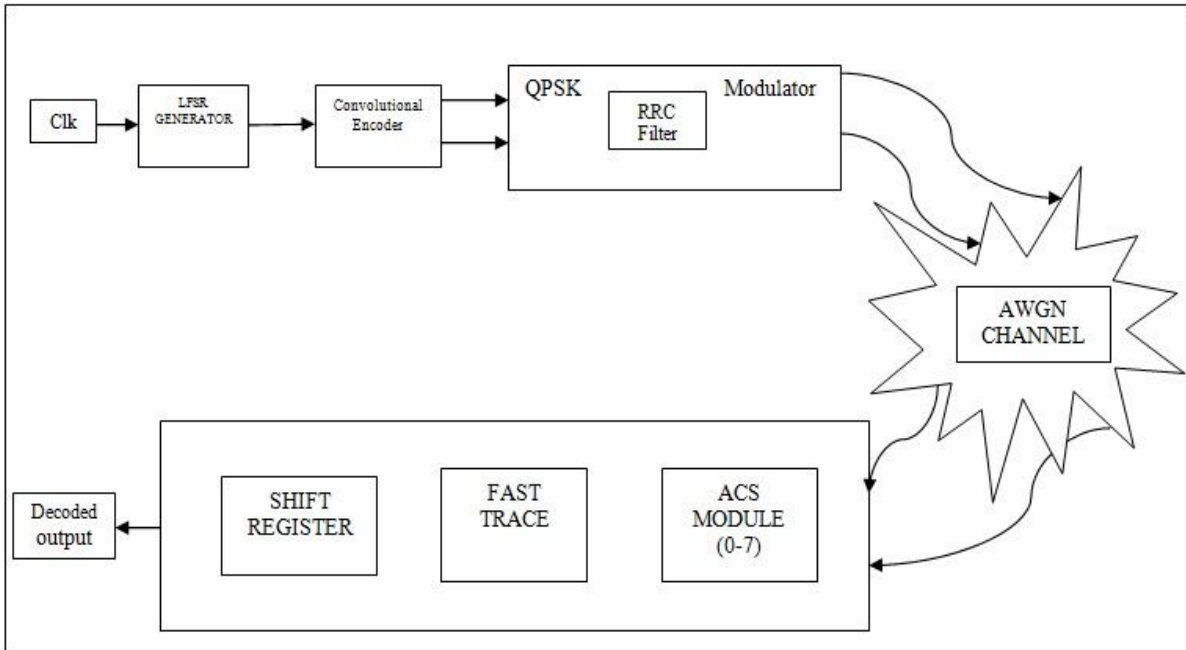 Clk
LFSR
GENERATOR
Convolutional
Encoder
QPSK Modulator
RRC
Filter
AWGN
CHANNEL
Decoded
output
SHIFT
REGISTER
FAST
TRACE
ACS
MODULE
(0-7)